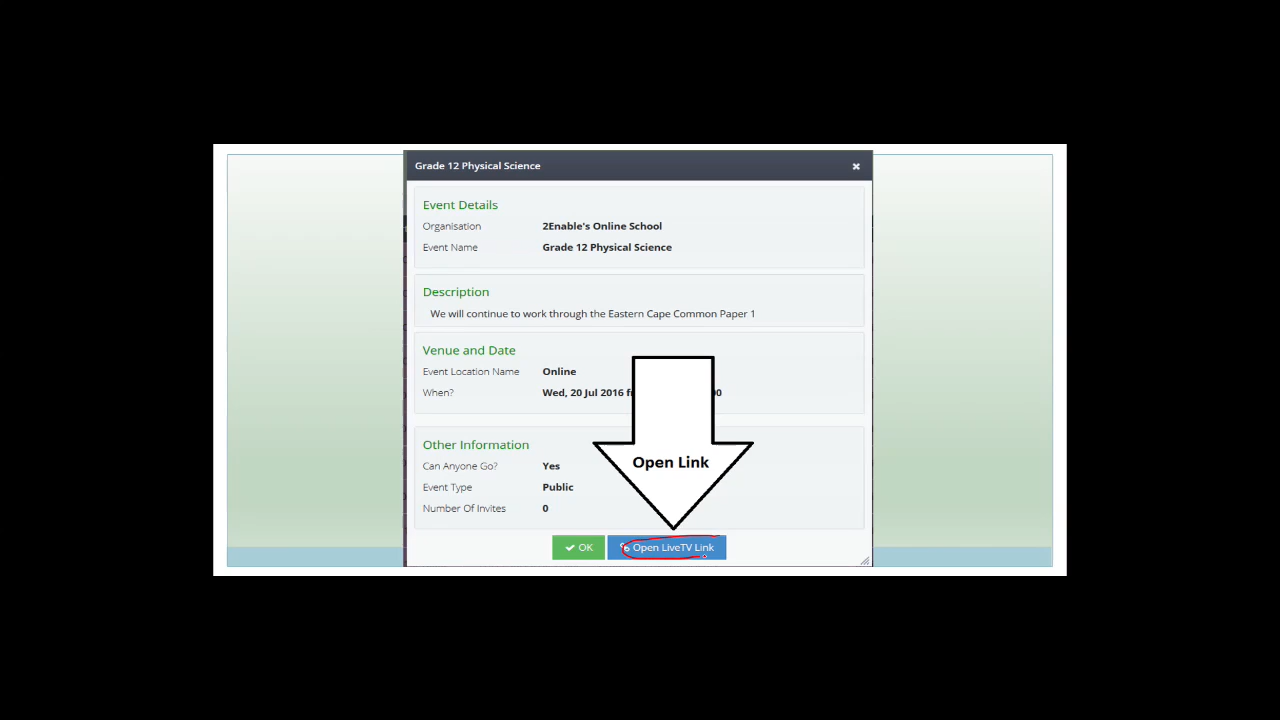 Grade 12 Physical Science
Event Details
Organisation 2Enable's Online School
Event Name Grade 12 Physical Science
Description
We will continue to work through the Eastern Cape Common Paper 1
Venue and Date
Event Location Name Online
When? Wed, 20 Jul 2016
Other Information
Can Anyone Go? Yes
Event Type Public
Number Of Invites 0
Open Link
OK Open LiveTV Link